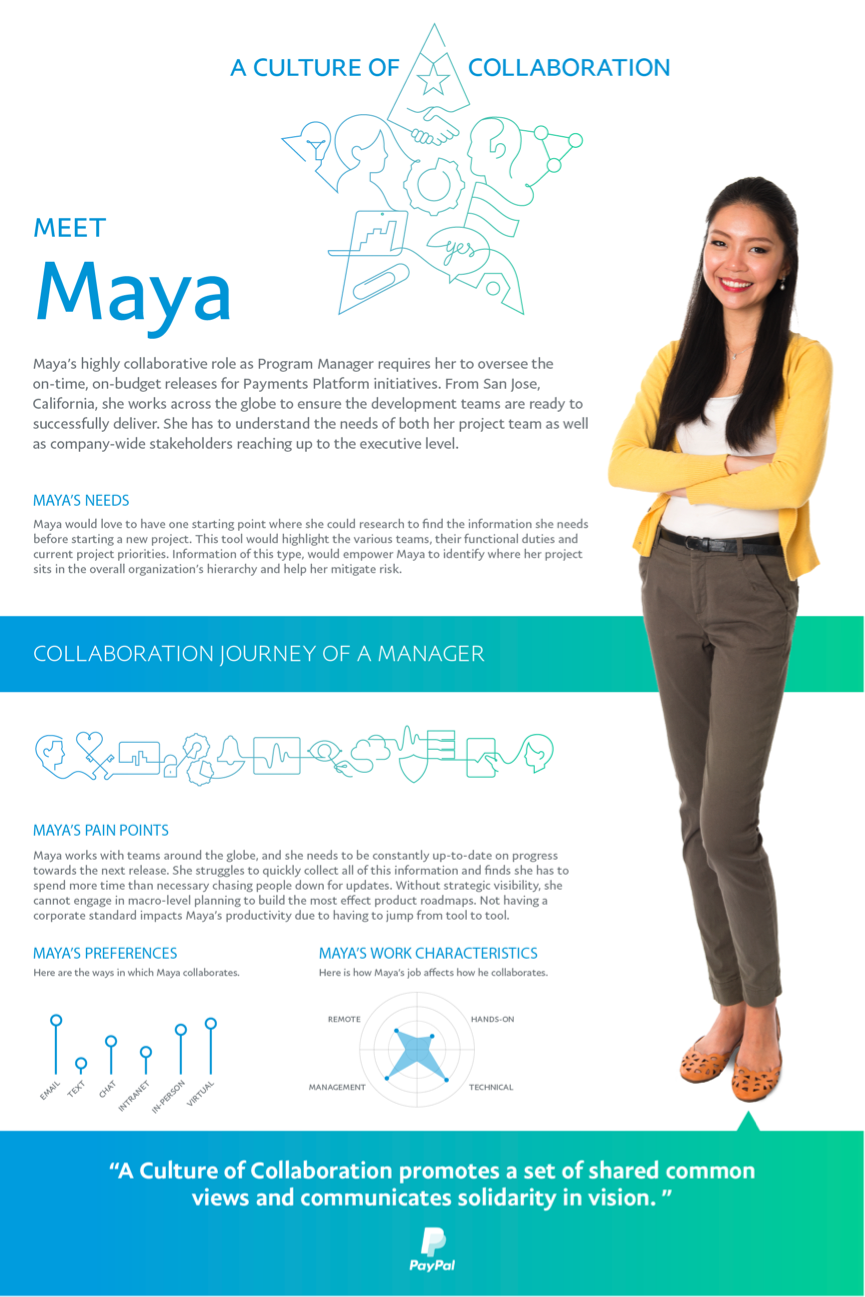 A CULTURE OF COLLABORATION
yes
MEET
Maya
Maya's highly collaborative role as Program Manager requires her to oversee the
on-time, on-budget releases for Payments Platform initiatives. From San Jose,
California, she works across the globe to ensure the development teams are ready to
successfully deliver. She has to understand the needs of both her project team as well
as company-wide stakeholders reaching up to the executive level.
MAYA'S NEEDS
Maya would love to have one starting point where she could research to find the information she needs
before starting a new project. This tool would highlight the various teams, their functional duties and
current project priorities. Information of this type, would empower Maya to identify where her project
sits in the overall organization's hierarchy and help her mitigate risk.
COLLABORATION JOURNEY OF A MANAGER
MAYA'S PAIN POINTS
Maya works with teams around the globe, and she needs to be constantly up-to-date on progress
towards the next release. She struggles to quickly collect all of this information and finds she has to
spend more time than necessary chasing people down for updates. Without strategic visibility, she
cannot engage in macro-level planning to build the most effect product roadmaps. Not having a
corporate standard impacts Maya's productivity due to having to jump from tool to tool.
MAYA'S PREFERENCES
Here are the ways in which Maya collaborates.
EMAIL
TEXT
CHAT
INTRANET
IN-PERSON
VIRTUAL
MAYA'S WORK CHARACTERISTICS
Here is how Maya's job affects how he collaborates.
REMOTE
HANDS-ON
MANAGEMENT
TECHNICAL
"A Culture of Collaboration promotes a set of shared common
views and communicates solidarity in vision. "
PayPal